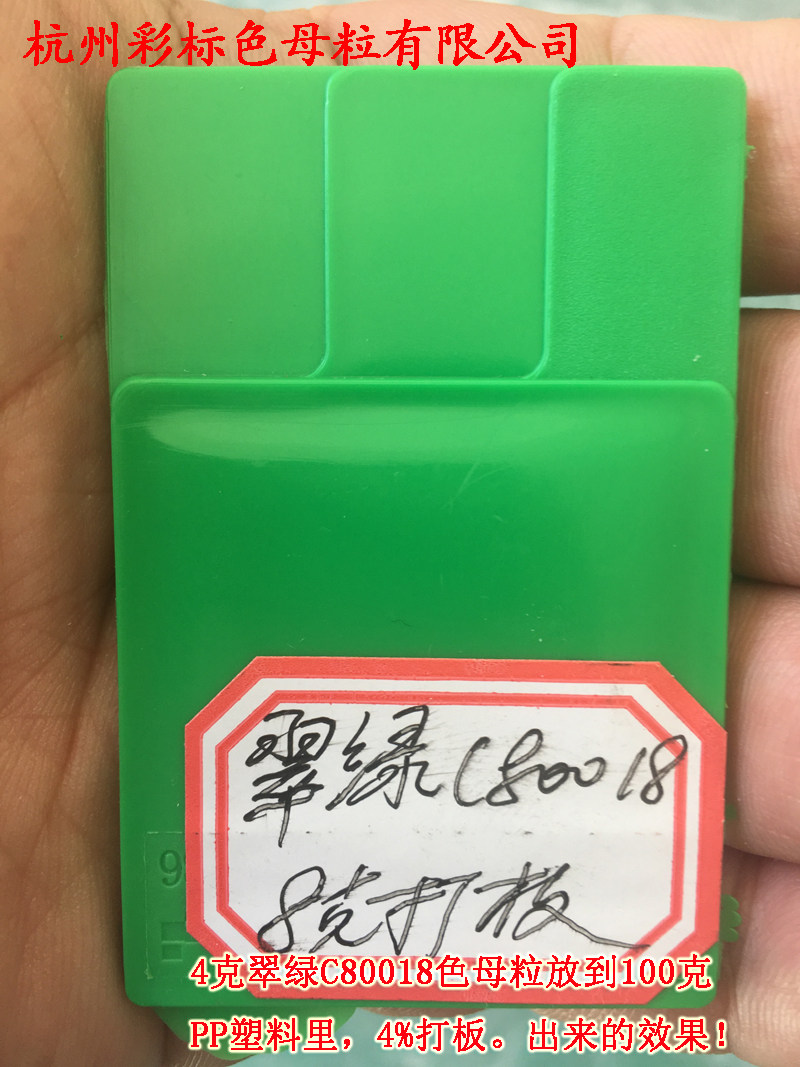 杭州彩标色母粒有限公司
翠绿C80018
8克打板
4克翠绿C80018色母粒放到100克
PP塑料里，4%打板。出来的效果！